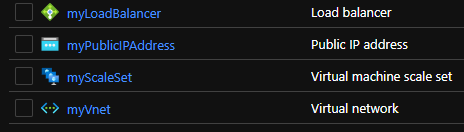 myLoadBalancer Load balancer
myPublicIPAddress Public IP address
myScaleSet Virtual machine scale set
myVnet Virtual network